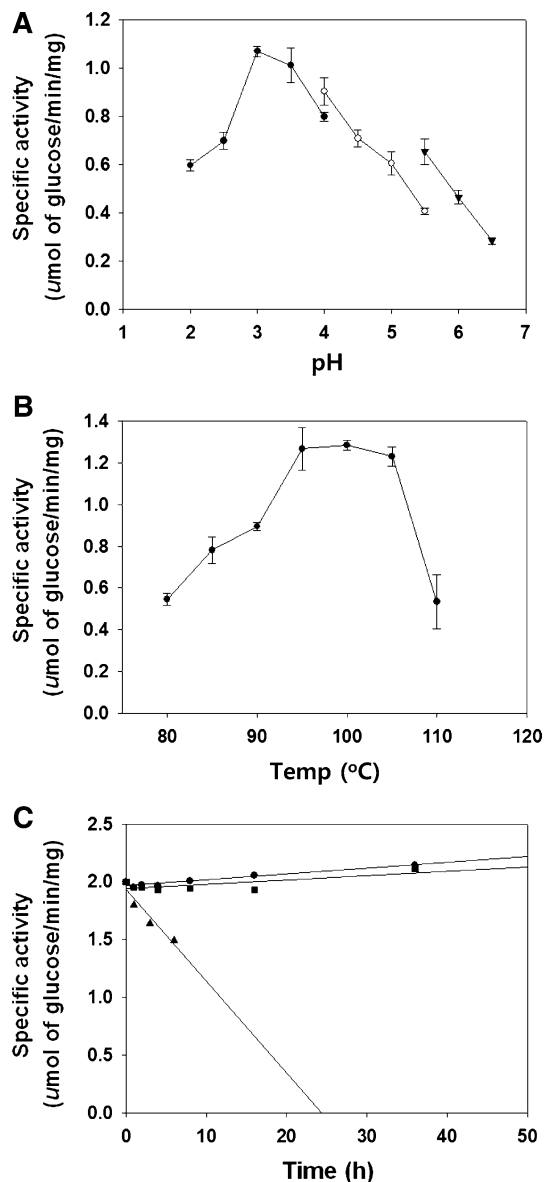 A
Specific activity
(umol of glucose/min/mg)
1.2
1.0
0.8
0.6
0.4
0.2
0.0
1 2 3 4 5 6 7
pH
B
Specific activity
(umol of glucose/min/mg)
1.4
1.2
1.0
0.8
0.6
0.4
0.2
0.0
80 90 100 110 120
Temp (°C)
C
Specific activity
(umol of glucose/min/mg)
2.5
2.0
1.5
1.0
0.5
0.0
0 10 20 30 40 50
Time (h)